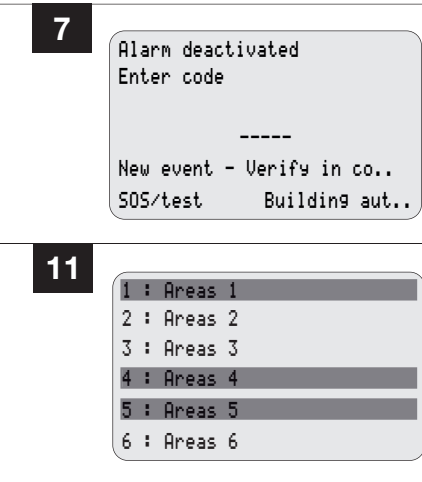 7
Alarm deactivated
Enter code
-----
New event - Verify in co..
SOS/test Building aut..
11
1 : Areas 1
2 : Areas 2
3 : Areas 3
4 : Areas 4
5 : Areas 5
6 : Areas 6